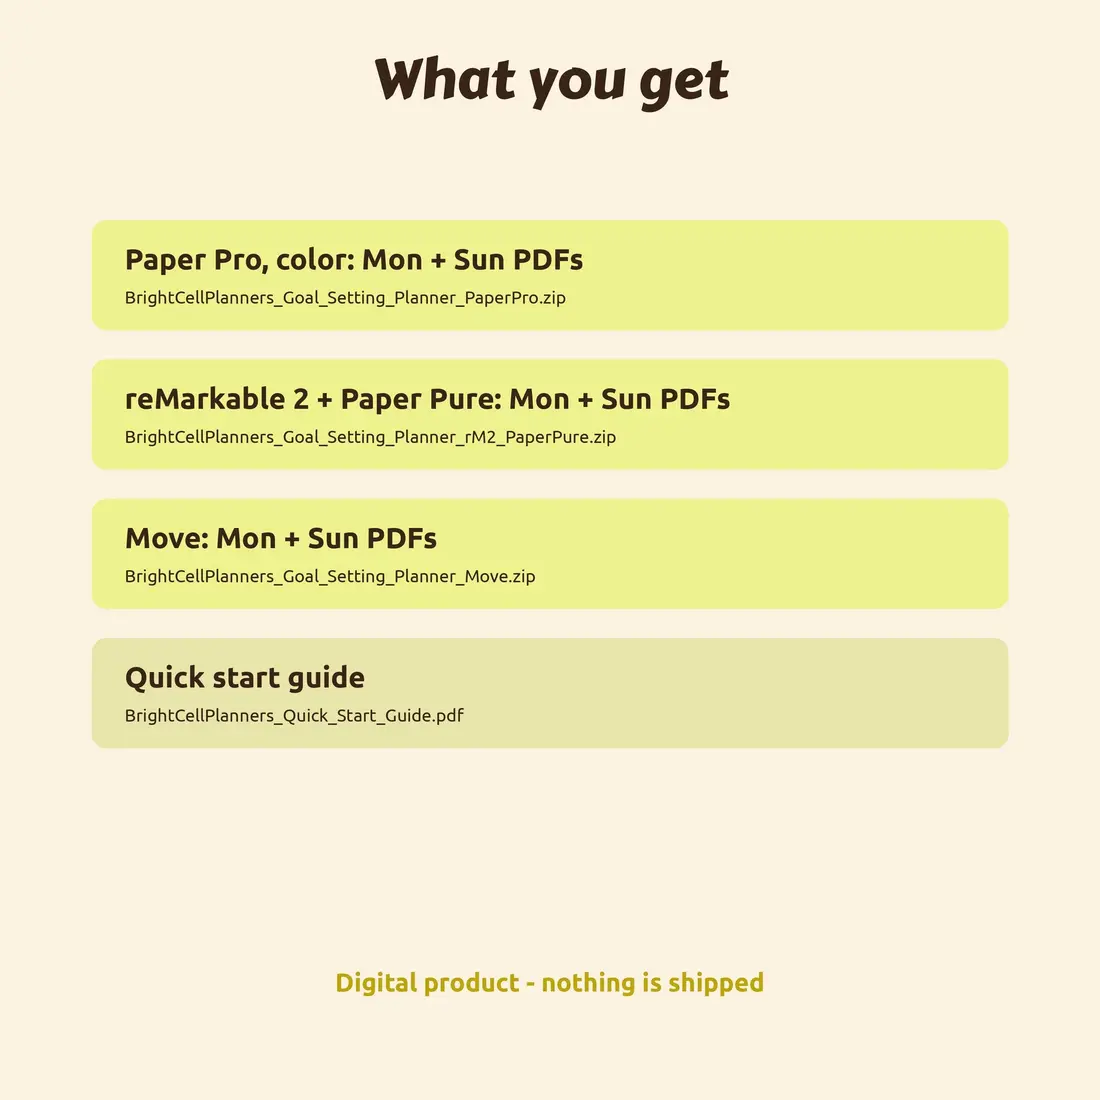 What you get
Paper Pro, color: Mon + Sun PDFs
BrightCellPlanners_Goal_Setting_Planner_PaperPro.zip
reMarkable 2 + Paper Pure: Mon + Sun PDFs
BrightCellPlanners_Goal_Setting_Planner_rM2_PaperPure.zip
Move: Mon + Sun PDFs
BrightCellPlanners_Goal_Setting_Planner_Move.zip
Quick start guide
BrightCellPlanners_Quick_Start_Guide.pdf
Digital product - nothing is shipped